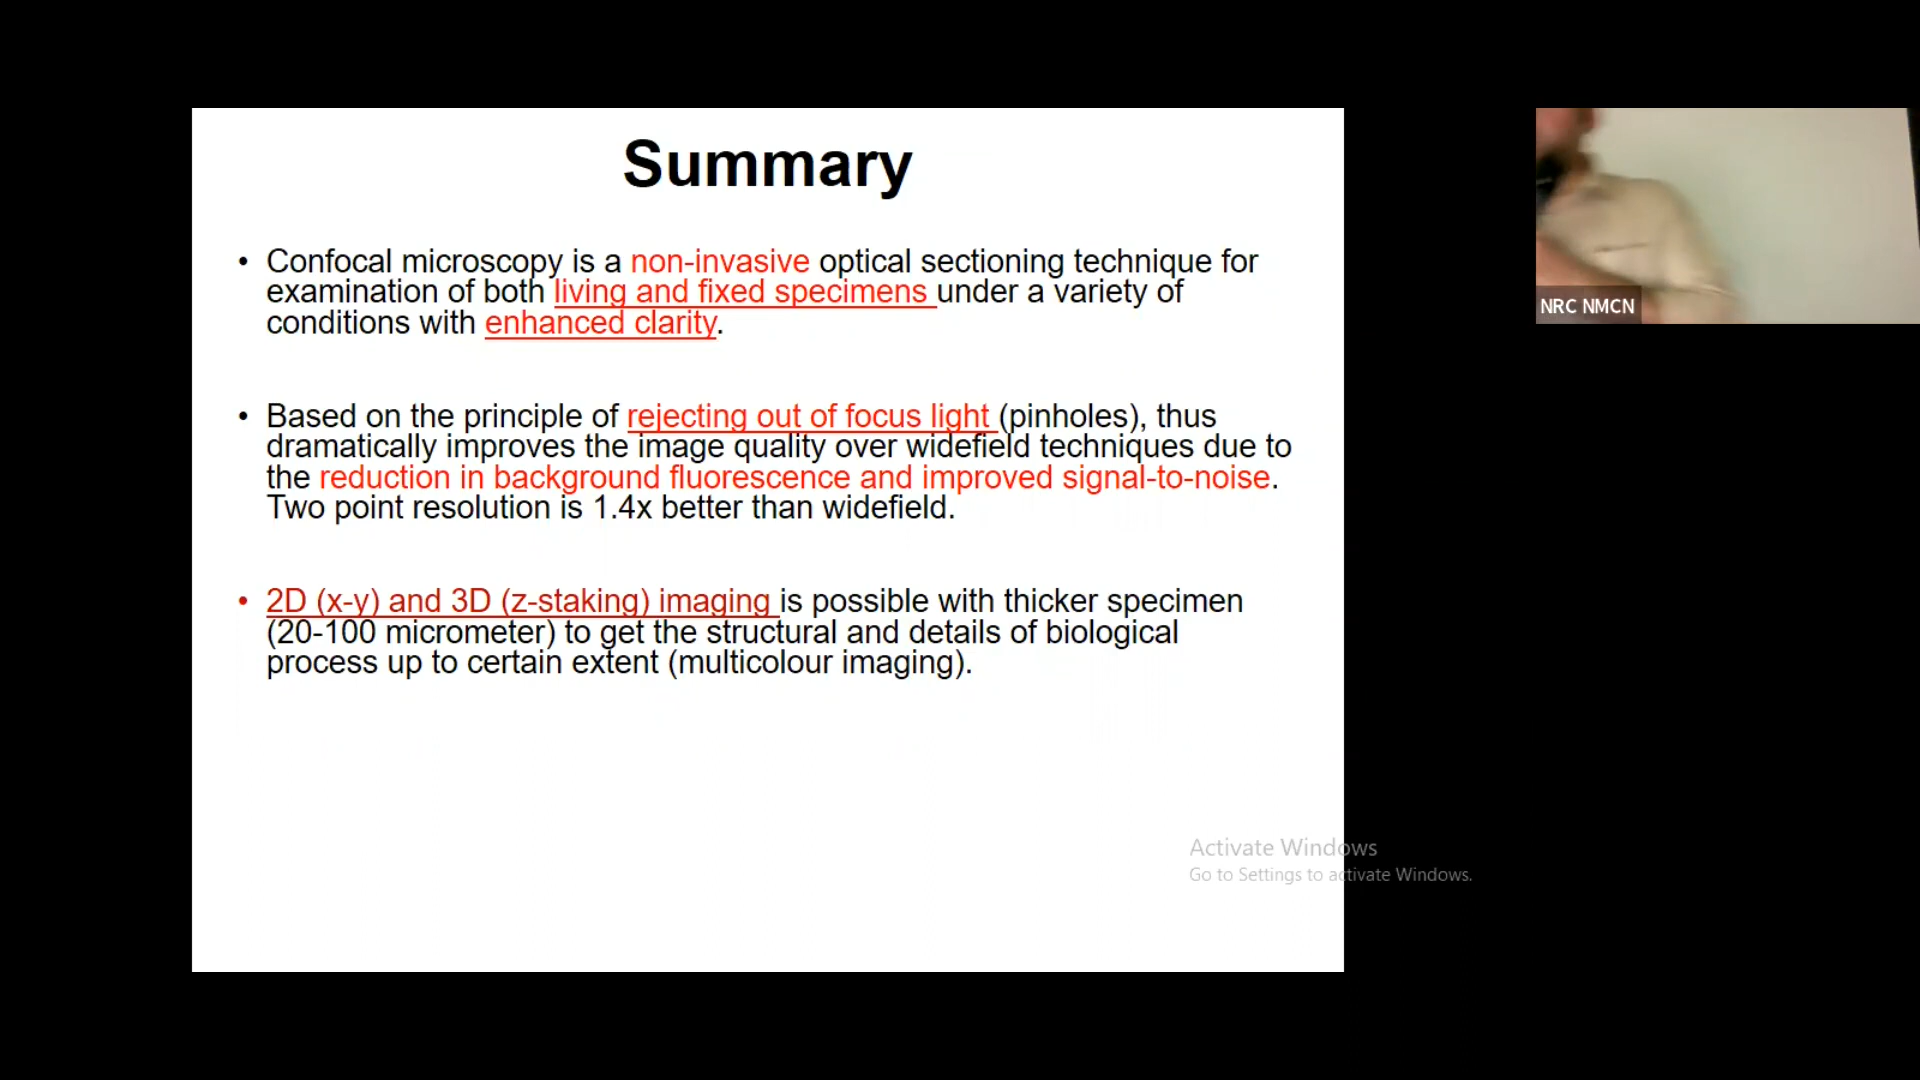 Summary
• Confocal microscopy is a non-invasive optical sectioning technique for
examination of both living and fixed specimens under a variety of
conditions with enhanced clarity.
• Based on the principle of rejecting out of focus light (pinholes), thus
dramatically improves the image quality over widefield techniques due to
the reduction in background fluorescence and improved signal-to-noise.
Two point resolution is 1.4x better than widefield.
• 2D (x-y) and 3D (z-staking) imaging is possible with thicker specimen
(20-100 micrometer) to get the structural and details of biological
process up to certain extent (multicolour imaging).
NRC NMCN
Activate Windows
Go to Settings to activate Windows.